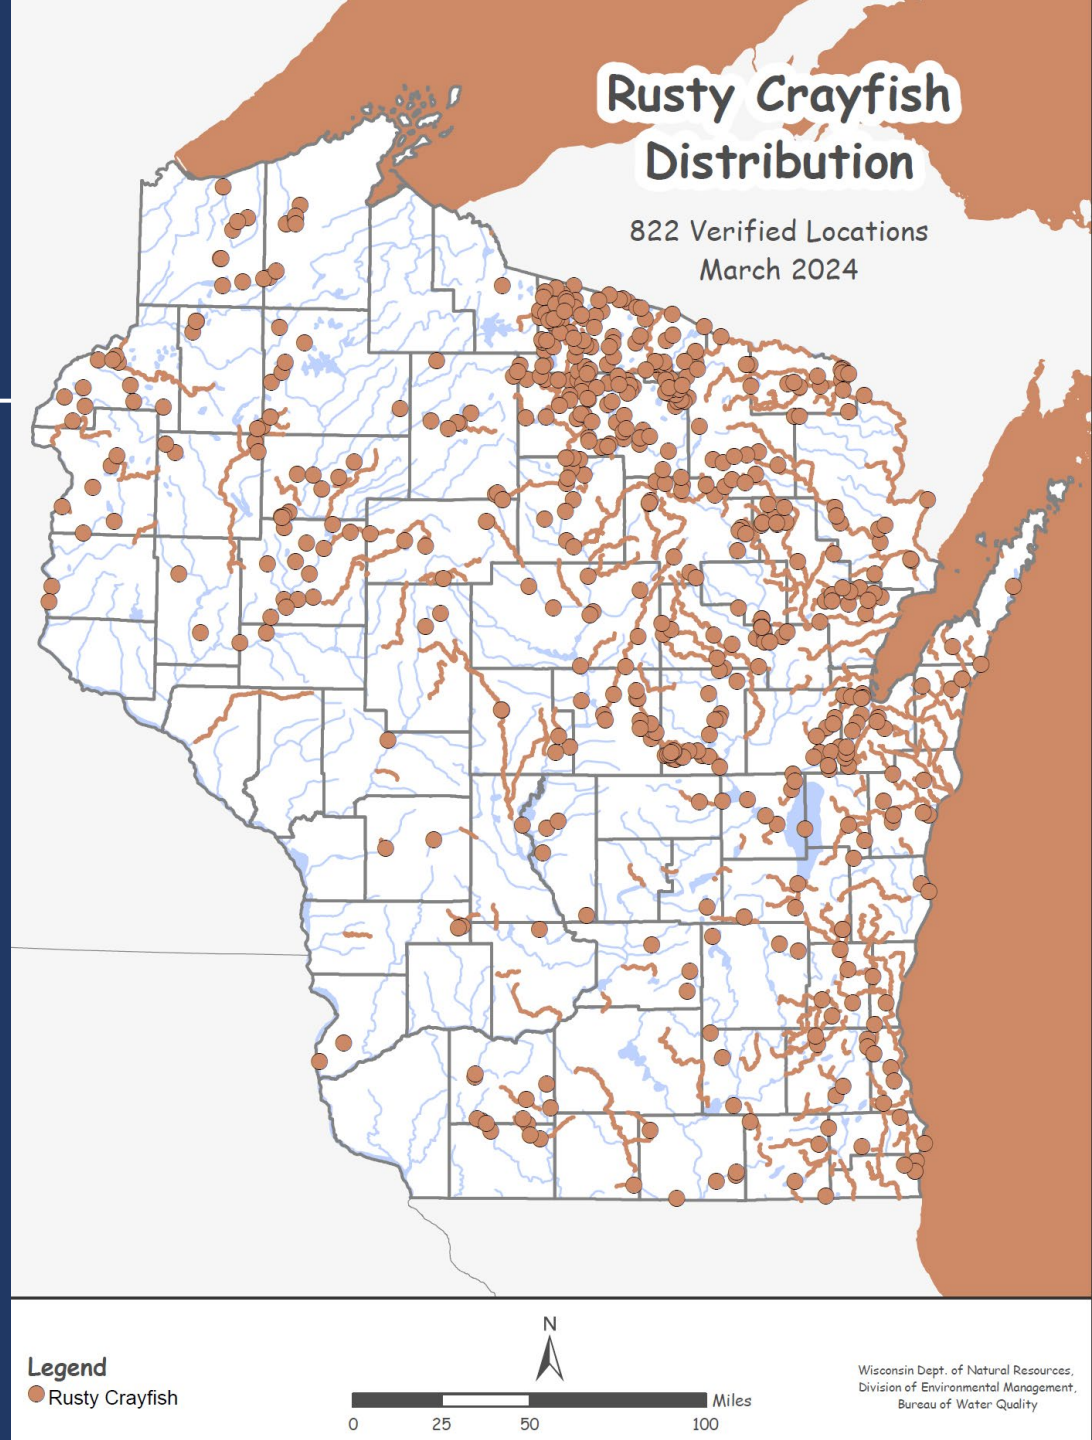 Rusty Crayfish
Distribution
822 Verified Locations
March 2024
N
Legend
Rusty Crayfish
Miles
0 25 50 100
Wisconsin Dept. of Natural Resources,
Division of Environmental Management,
Bureau of Water Quality